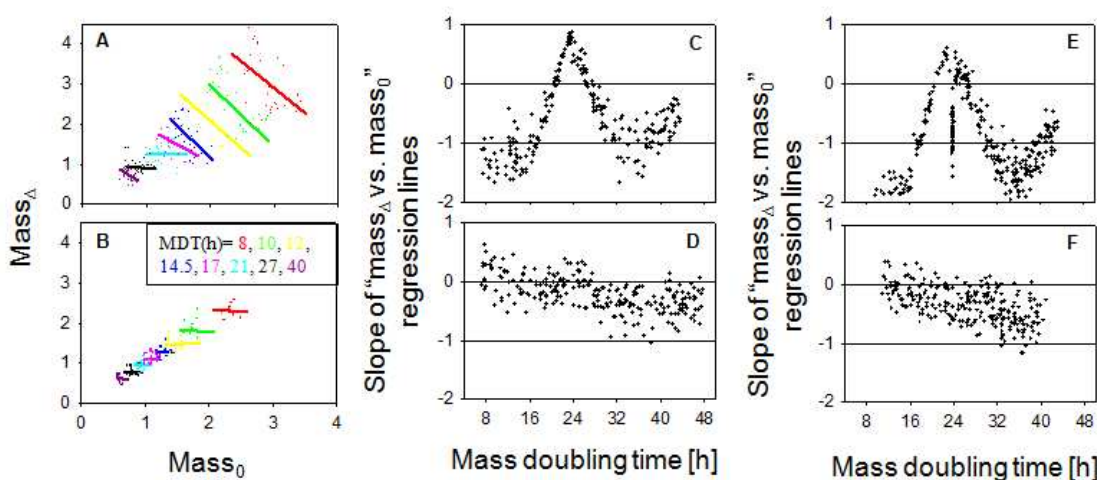 A
4
3
2
1
0
B
4
3
2
1
0
MDT(h)= 8, 10, 12,
14.5, 17, 21, 27, 40
0 1 2 3 4
Mass₀
Mass_Δ
C
1
0
-1
-2
D
1
0
-1
-2
8 16 24 32 40 48
Mass doubling time [h]
Slope of “mass_Δ vs. mass₀”
regression lines
E
1
0
-1
-2
F
1
0
-1
-2
8 16 24 32 40 48
Mass doubling time [h]
Slope of “mass_Δ vs. mass₀”
regression lines